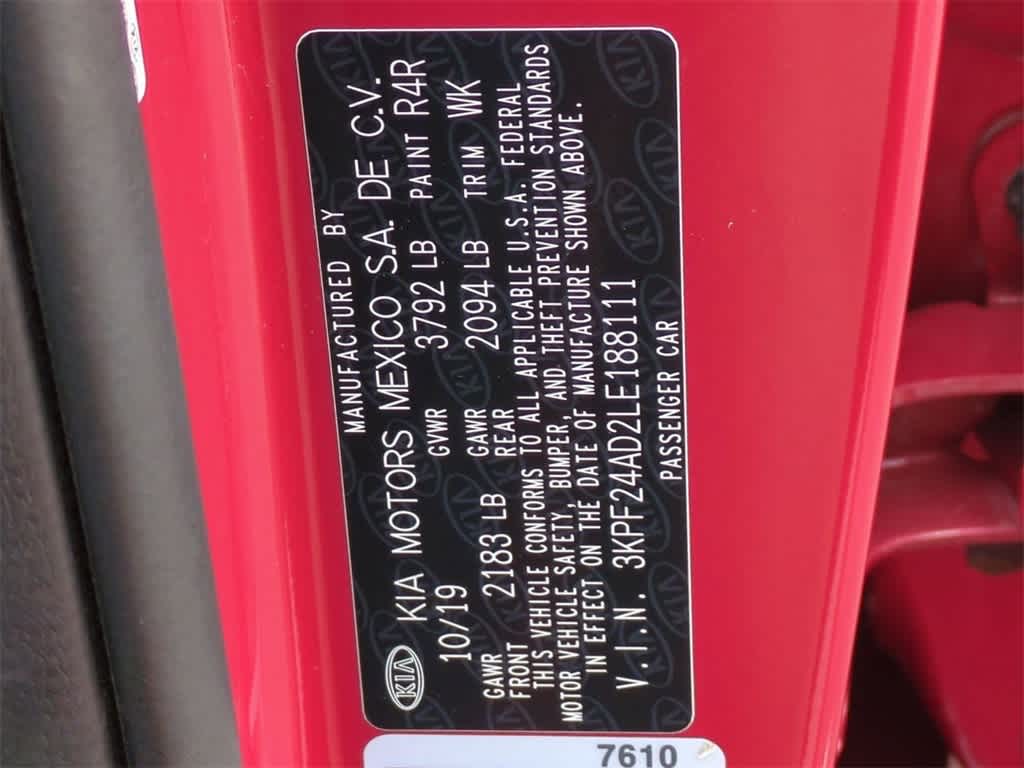 MANUFACTURED BY
KIA KIA MOTORS MEXICO S.A. DE C.V.
10/19 GVWR 3792 LB PAINT R4R
GAWR FRONT 2183 LB GAWR REAR 2094 LB TRIM WK
THIS VEHICLE CONFORMS TO ALL APPLICABLE U.S.A. FEDERAL
MOTOR VEHICLE SAFETY, BUMPER, AND THEFT PREVENTION STANDARDS
IN EFFECT ON THE DATE OF MANUFACTURE SHOWN ABOVE.
V.I.N. 3KPF24AD2LE188111
PASSENGER CAR
7610